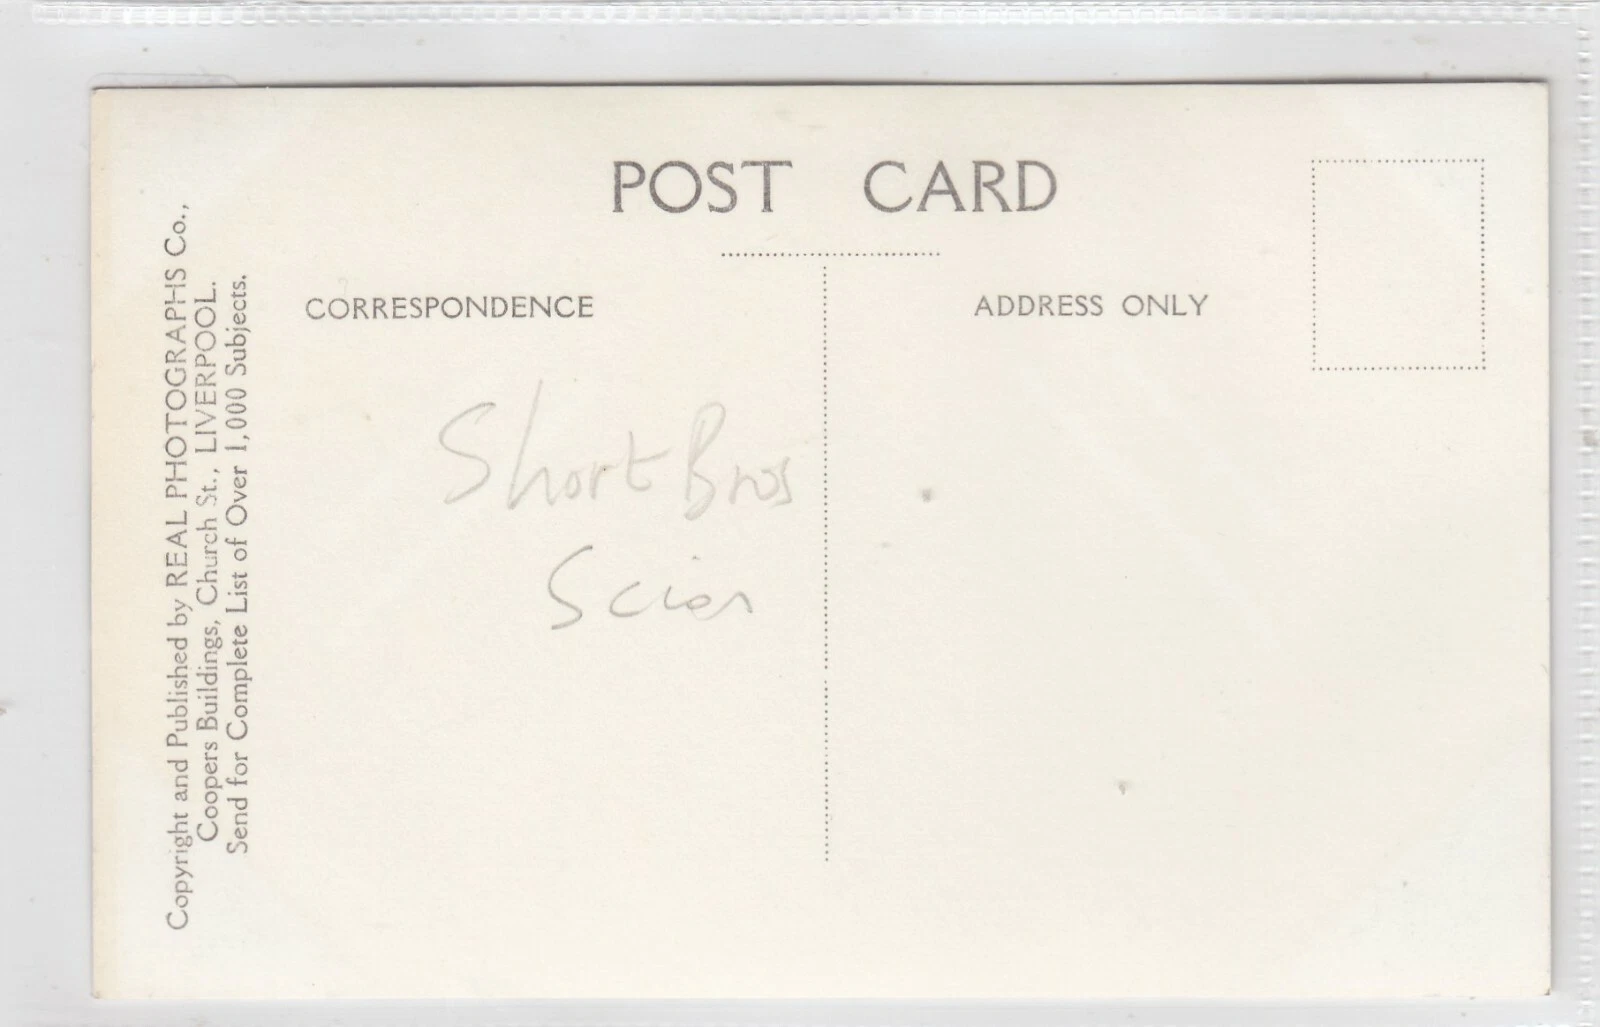 POST CARD
CORRESPONDENCE
ADDRESS ONLY
Short Bros
Scion
Copyright and Published by REAL PHOTOGRAPHS Co.,
Coopers Buildings, Church St., LIVERPOOL.
Send for Complete List of Over 1,000 Subjects.